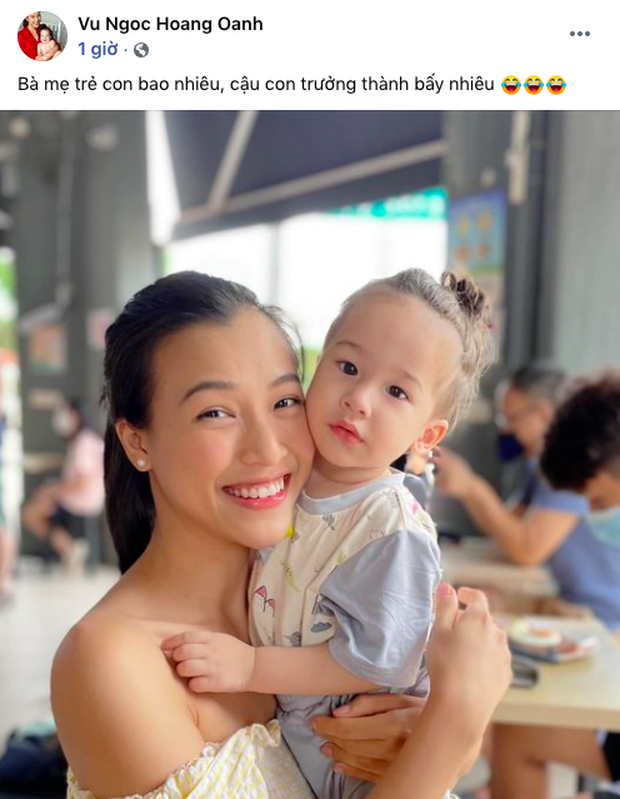 Vu Ngoc Hoang Oanh
1 giờ ·
Bà mẹ trẻ con bao nhiêu, cậu con trưởng thành bấy nhiêu 😂😂😂